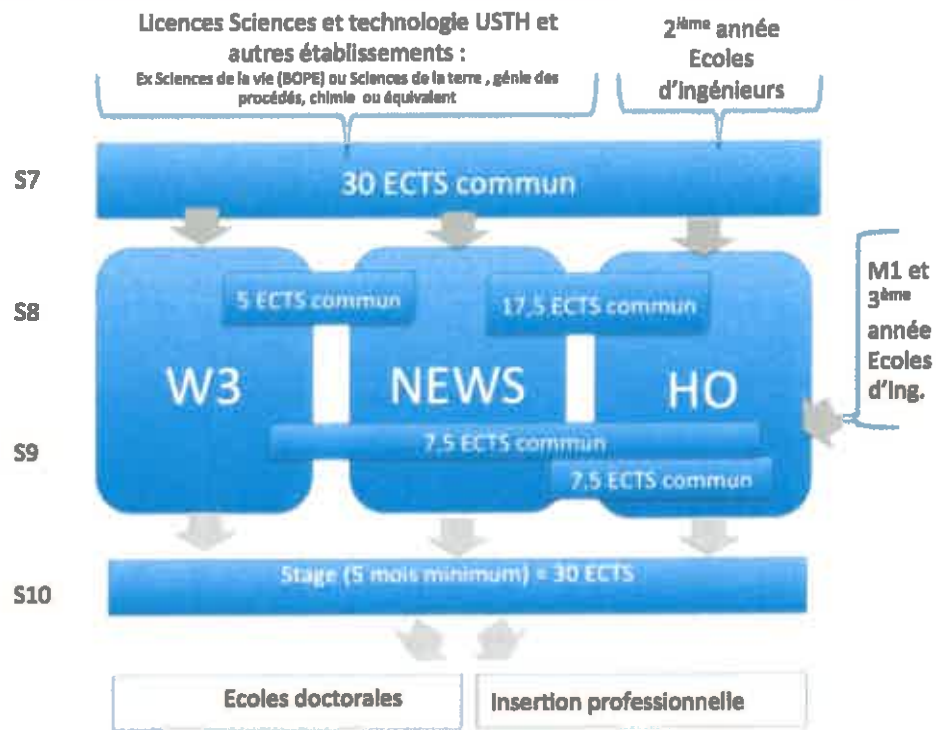 Licences Sciences et technologie USTH et
autres établissements :
Ex Sciences de la vie (BOPE) ou Sciences de la terre , génie des
procédés, chimie ou équivalent
2ième année
Ecoles
d'ingénieurs
S7
30 ECTS commun
S8
5 ECTS commun
17,5 ECTS commun
M1 et
3ème
année
Ecoles
d'Ing.
W3
NEWS
HO
S9
7,5 ECTS commun
7,5 ECTS commun
S10
Stage (5 mois minimum) = 30 ECTS
Ecoles doctorales
Insertion professionnelle